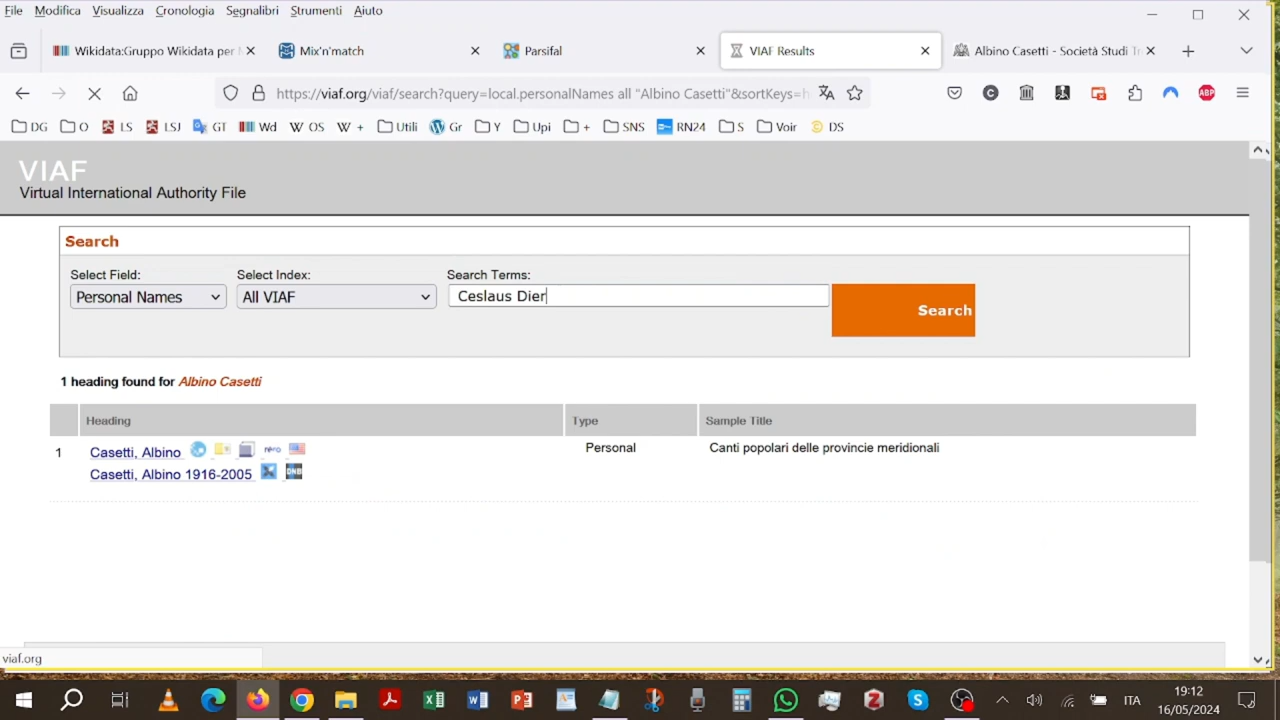 File Modifica Visualizza Cronologia Segnalibri Strumenti Aiuto
Wikidata:Gruppo Wikidata per M
Mix'n'match
Parsifal
VIAF Results
Albino Casetti - Società Studi Tr
https://viaf.org/viaf/search?query=local.personalNames all "Albino Casetti"&sortKeys=h
DG O LS LSJ GT Wd OS W + Utili Gr Y Upi + SNS RN24 S Voir DS
VIAF
Virtual International Authority File
Search
Select Field: Select Index: Search Terms:
Personal Names All VIAF Ceslaus Dier Search
1 heading found for Albino Casetti
Heading Type Sample Title
1 Casetti, Albino Personal Canti popolari delle provincie meridionali
Casetti, Albino 1916-2005 DNB
viaf.org
ITA 19:12
16/05/2024